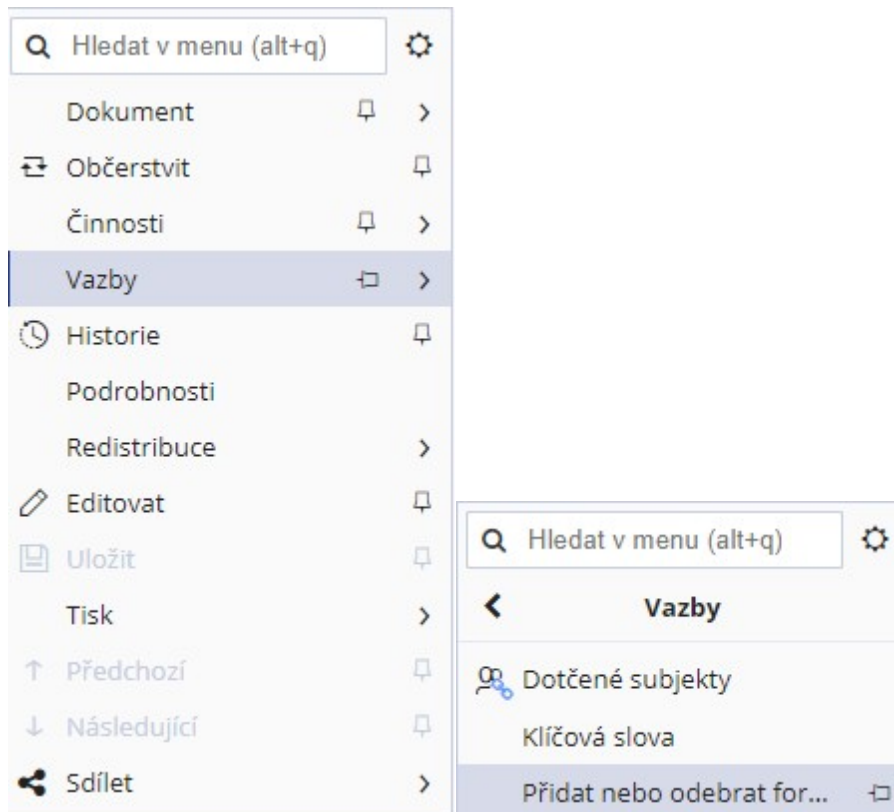 Hledat v menu (alt+q)
Dokument
Občerstvit
Činnosti
Vazby
Historie
Podrobnosti
Redistribuce
Editovat
Uložit
Tisk
Předchozí
Následující
Sdílet
Hledat v menu (alt+q)
Vazby
Dotčené subjekty
Klíčová slova
Přidat nebo odebrat for...